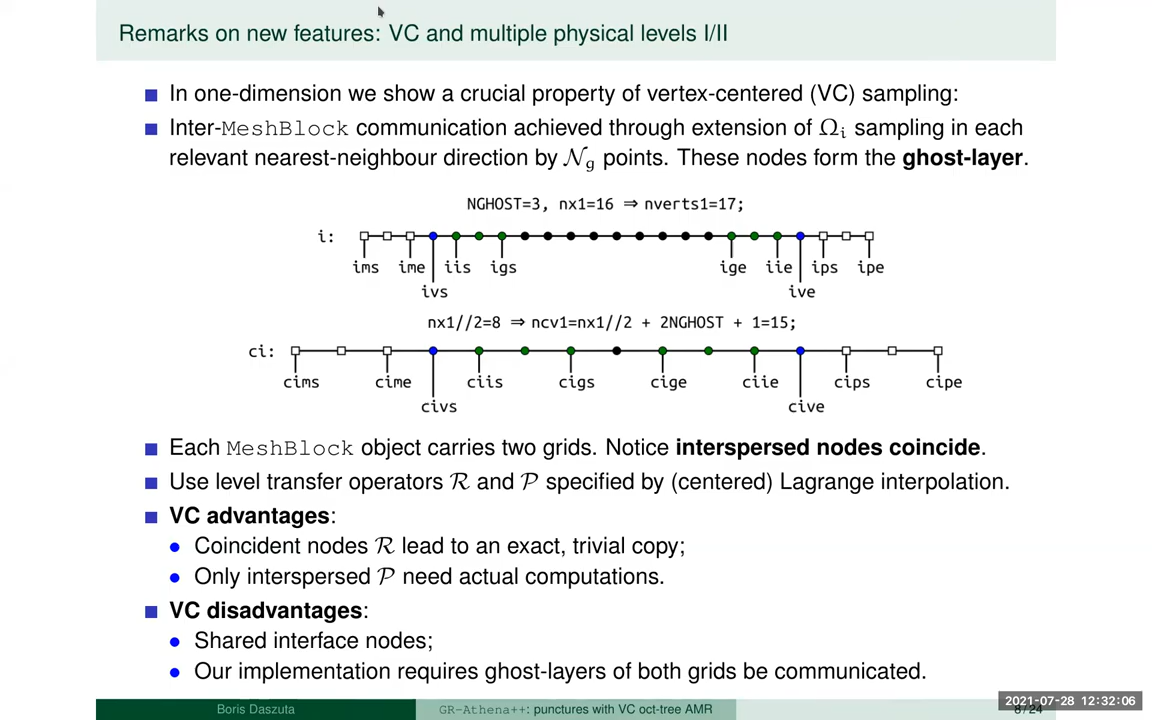 Remarks on new features: VC and multiple physical levels I/II
In one-dimension we show a crucial property of vertex-centered (VC) sampling:
Inter-MeshBlock communication achieved through extension of Ωᵢ sampling in each
relevant nearest-neighbour direction by 𝒩g points. These nodes form the ghost-layer.
NGHOST=3, nx1=16 ⇒ nverts1=17;
i:
ims ime iis igs ige iie ips ipe
ivs ive
nx1//2=8 ⇒ ncv1=nx1//2 + 2NGHOST + 1=15;
ci:
cims cime ciis cigs cige ciie cips cipe
civs cive
Each MeshBlock object carries two grids. Notice interspersed nodes coincide.
Use level transfer operators ℛ and 𝒫 specified by (centered) Lagrange interpolation.
VC advantages:
Coincident nodes ℛ lead to an exact, trivial copy;
Only interspersed 𝒫 need actual computations.
VC disadvantages:
Shared interface nodes;
Our implementation requires ghost-layers of both grids be communicated.
Boris Daszuta
GR-Athena++: punctures with VC oct-tree AMR
8/24
2021-07-28 12:32:06